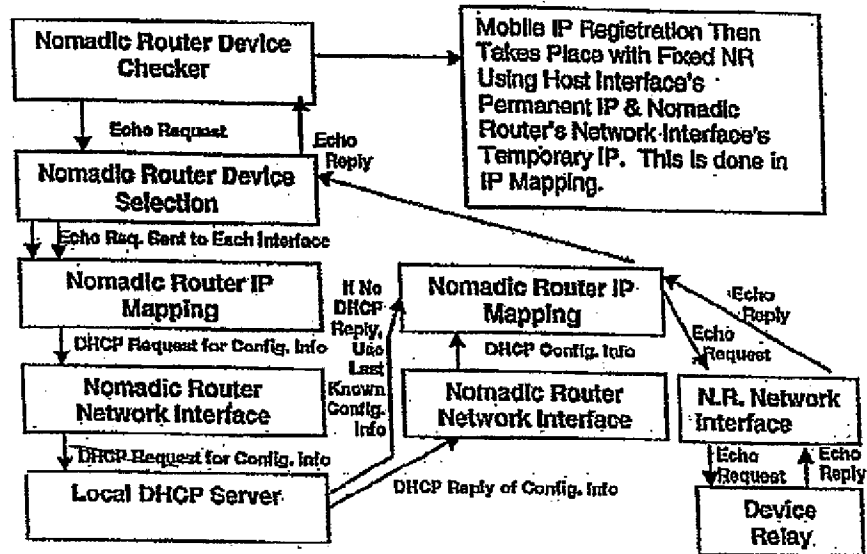 Nomadic Router Device
Checker
Mobile IP Registration Then
Takes Place with Fixed NR
Using Host Interface's
Permanent IP & Nomadic
Router's Network Interface's
Temporary IP. This is done in
IP Mapping.
Echo Request
Echo
Reply
Nomadic Router Device
Selection
Echo Req. Sent to Each Interface
Nomadic Router IP
Mapping
If No
DHCP
Reply,
Use
Last
Known
Config.
Info
Nomadic Router IP
Mapping
Echo
Reply
Echo
Request
DHCP Request for Config. Info
DHCP Config. Info
Nomadic Router
Network Interface
Nomadic Router
Network Interface
N.R. Network
Interface
DHCP Request for Config. Info
Echo
Request
Echo
Reply
Local DHCP Server
DHCP Reply of Config. Info
Device
Relay